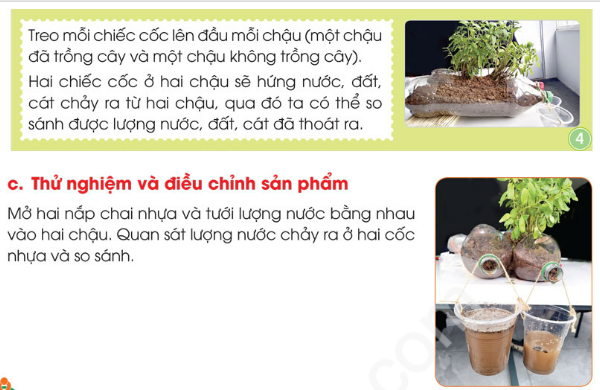 Treo mỗi chiếc cốc lên đầu mỗi chậu (một chậu
đã trồng cây và một chậu không trồng cây).
Hai chiếc cốc ở hai chậu sẽ hứng nước, đất,
cát chảy ra từ hai chậu, qua đó ta có thể so
sánh được lượng nước, đất, cát đã thoát ra.
4
c. Thử nghiệm và điều chỉnh sản phẩm
Mở hai nắp chai nhựa và tưới lượng nước bằng nhau
vào hai chậu. Quan sát lượng nước chảy ra ở hai cốc
nhựa và so sánh.
com